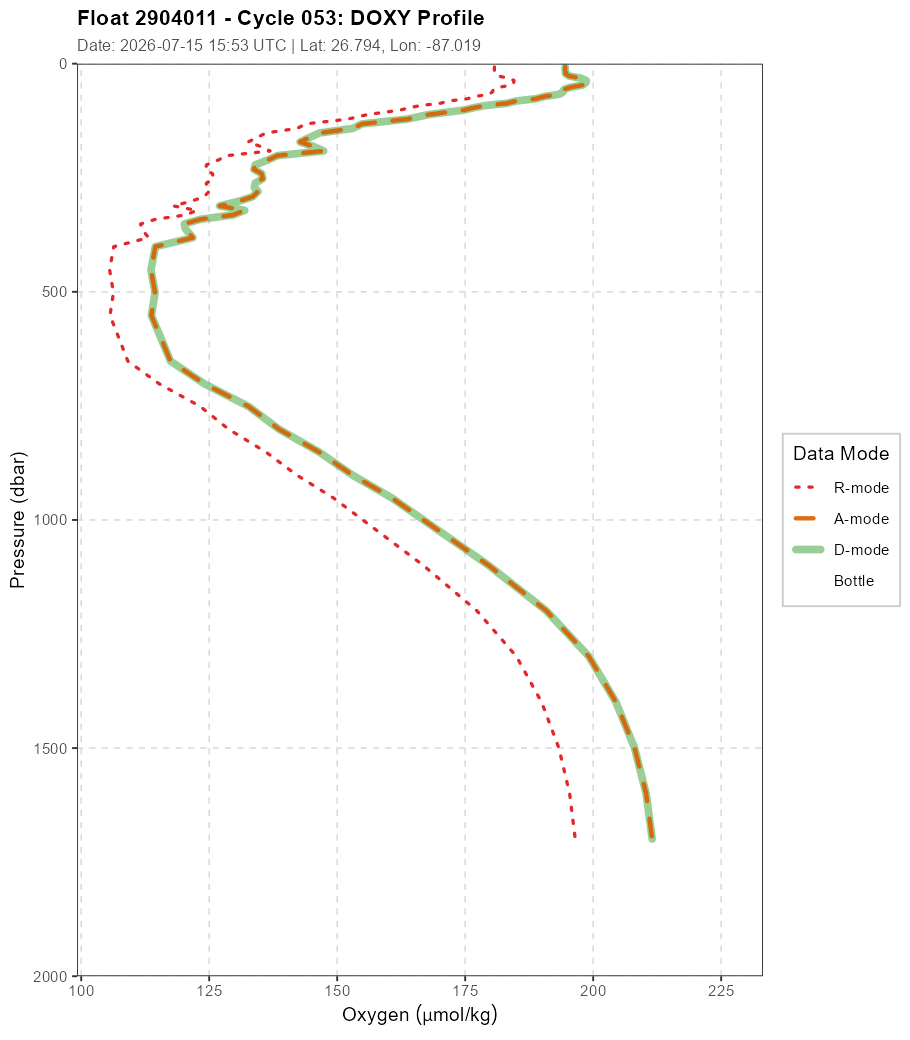 Float 2904011 - Cycle 053: DOXY Profile
Date: 2026-07-15 15:53 UTC | Lat: 26.794, Lon: -87.019
0
500
1000
1500
2000
Pressure (dbar)
100
125
150
175
200
225
Oxygen (µmol/kg)
Data Mode
R-mode
A-mode
D-mode
Bottle